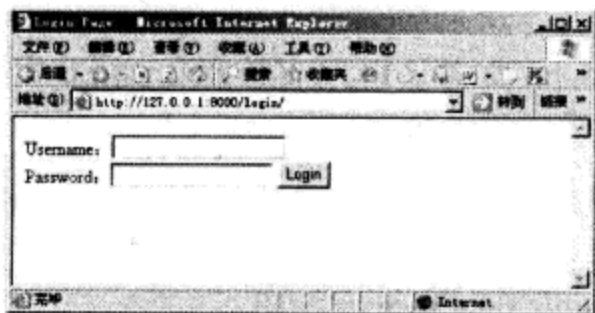 Login Page - Microsoft Internet Explorer
文件(F) 编辑(E) 查看(V) 收藏(A) 工具(T) 帮助(H)
后退 搜索 收藏夹
地址(D) http://127.0.0.1:8000/login/ 转到 链接 »
Username:
Password: Login
完毕 Internet